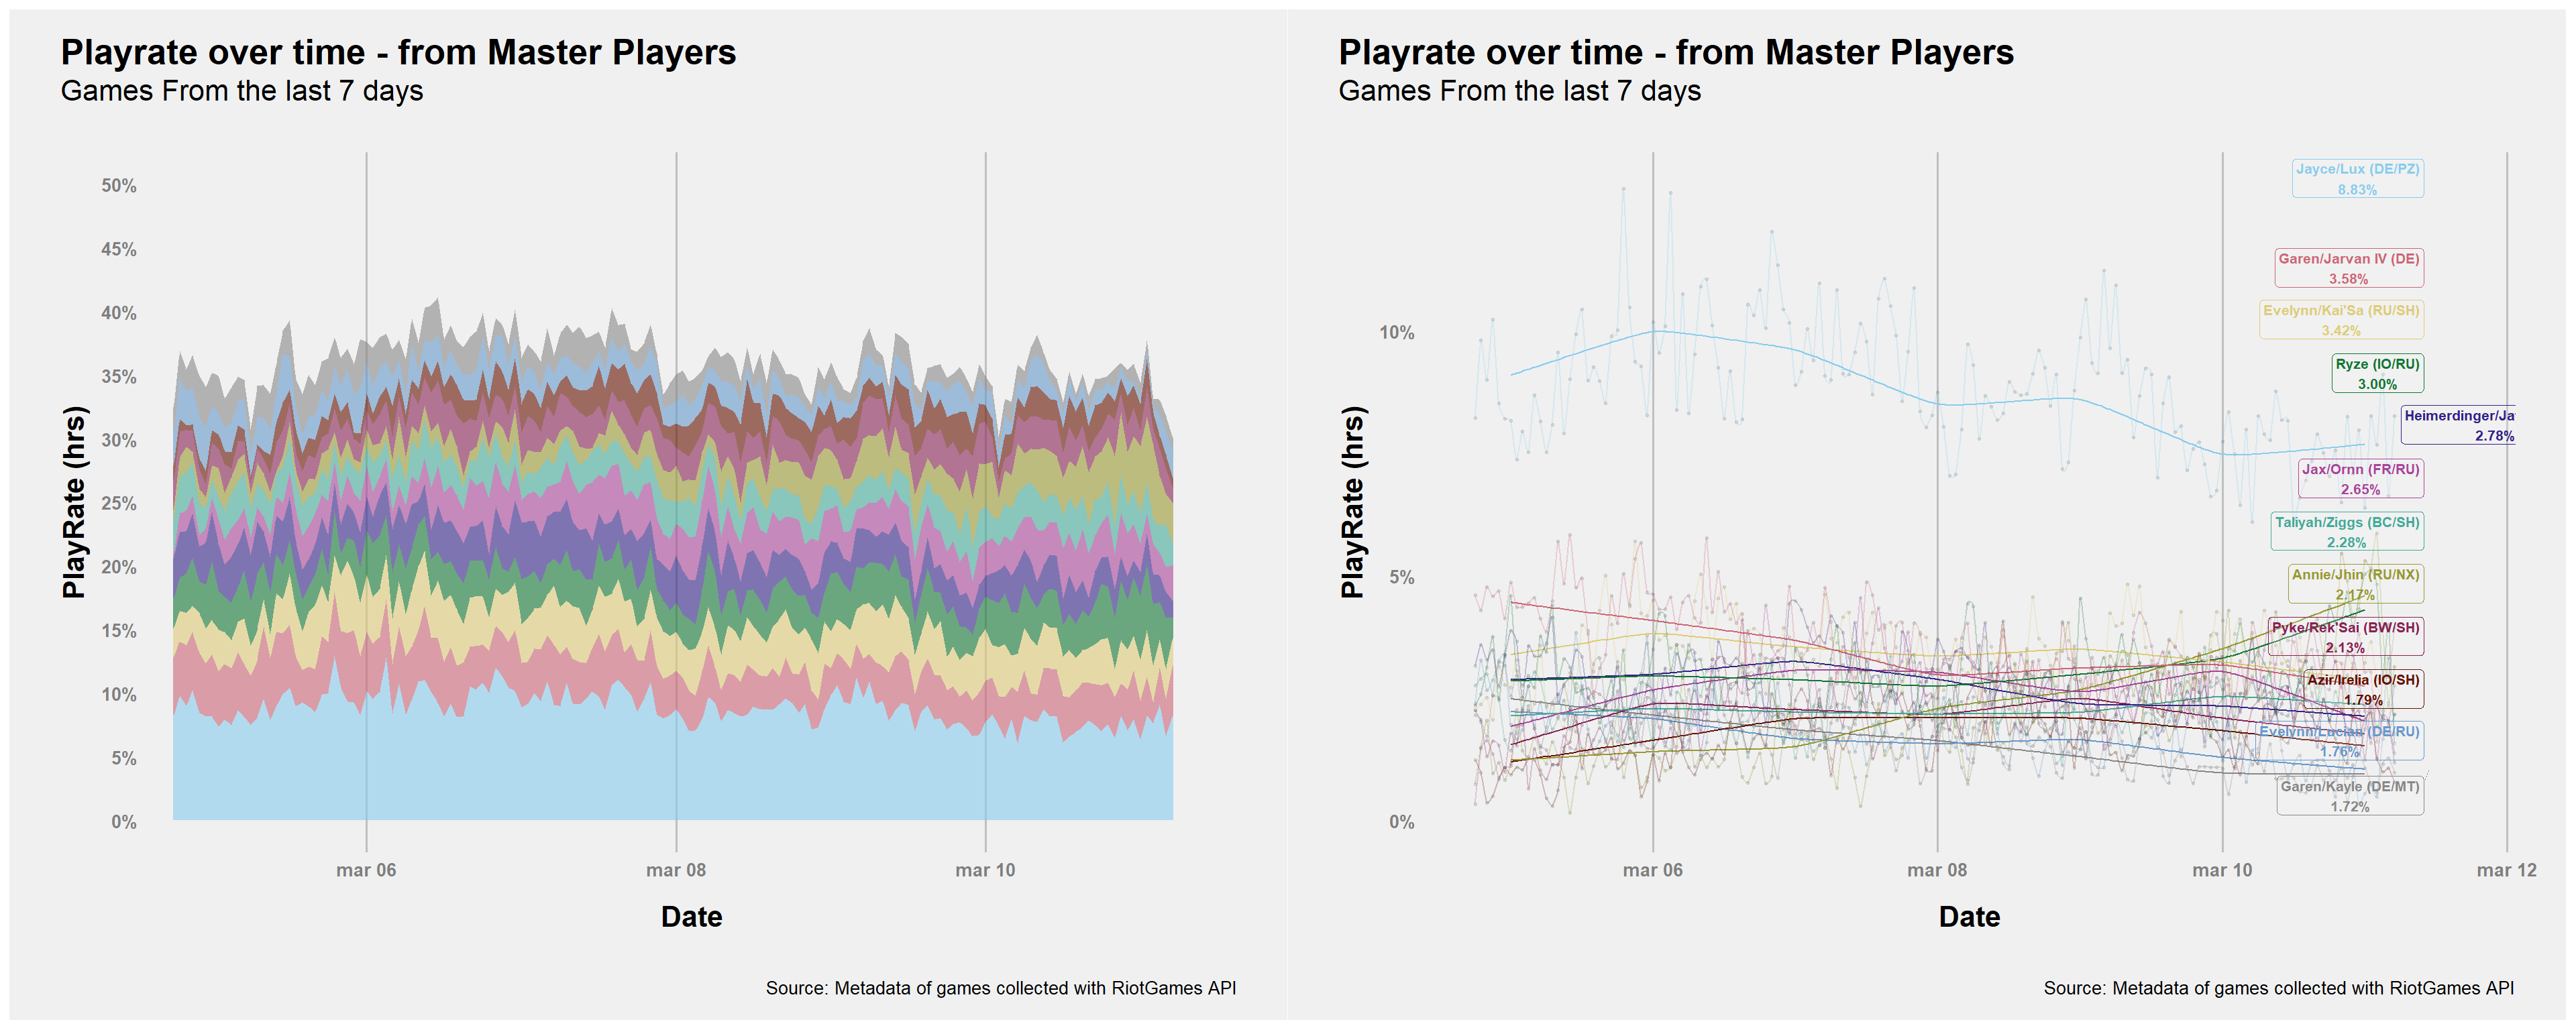 Playrate over time - from Master Players
Games From the last 7 days
50%
45%
40%
35%
30%
25%
20%
15%
10%
5%
0%
PlayRate (hrs)
mar 06
mar 08
mar 10
Date
Source: Metadata of games collected with RiotGames API
Playrate over time - from Master Players
Games From the last 7 days
10%
5%
0%
PlayRate (hrs)
Jayce/Lux (DE/PZ)
8.83%
Garen/Jarvan IV (DE)
3.58%
Evelynn/Kai'Sa (RU/SH)
3.42%
Ryze (IO/RU)
3.00%
Heimerdinger/Ja
2.78%
Jax/Ornn (FR/RU)
2.65%
Taliyah/Ziggs (BC/SH)
2.28%
Annie/Jhin (RU/NX)
2.17%
Pyke/Rek'Sai (BW/SH)
2.13%
Azir/Irelia (IO/SH)
1.79%
Evelynn/Lucian (DE/RU)
1.76%
Garen/Kayle (DE/MT)
1.72%
mar 06
mar 08
mar 10
mar 12
Date
Source: Metadata of games collected with RiotGames API